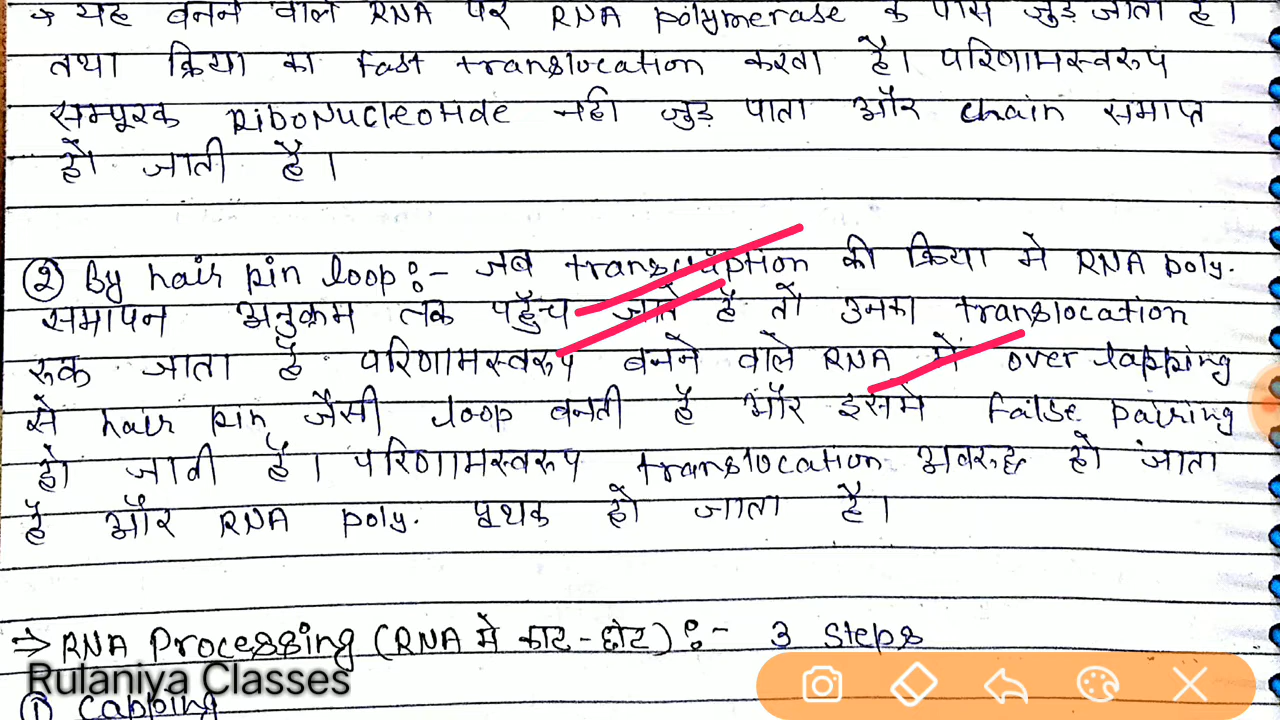 → यह बनने वाले RNA पर RNA polymerase के पास जुड़ जाता है।
तथा क्रिया का fast translocation करता है। परिणामस्वरुप
सम्पूरक Ribonucleotide नही जुड़ पाता और chain समाप्त
हो जाती है।
② By hair pin loop :- जब transcription की क्रिया मे RNA poly.
समापन अनुक्रम तक पहुँच जाते है तो उनका translocation
रुक जाता है परिणामस्वरुप बनने वाले RNA मे over lapping
से hair pin जैसी loop बनती है और इसमे false pairing
हो जाती है। परिणामस्वरुप translocation अवरुद्ध हो जाता
है और RNA poly. पृथक हो जाता है।
→ RNA Processing (RNA मे काट-छाट) :- 3 Steps
Rulaniya Classes
① Capping